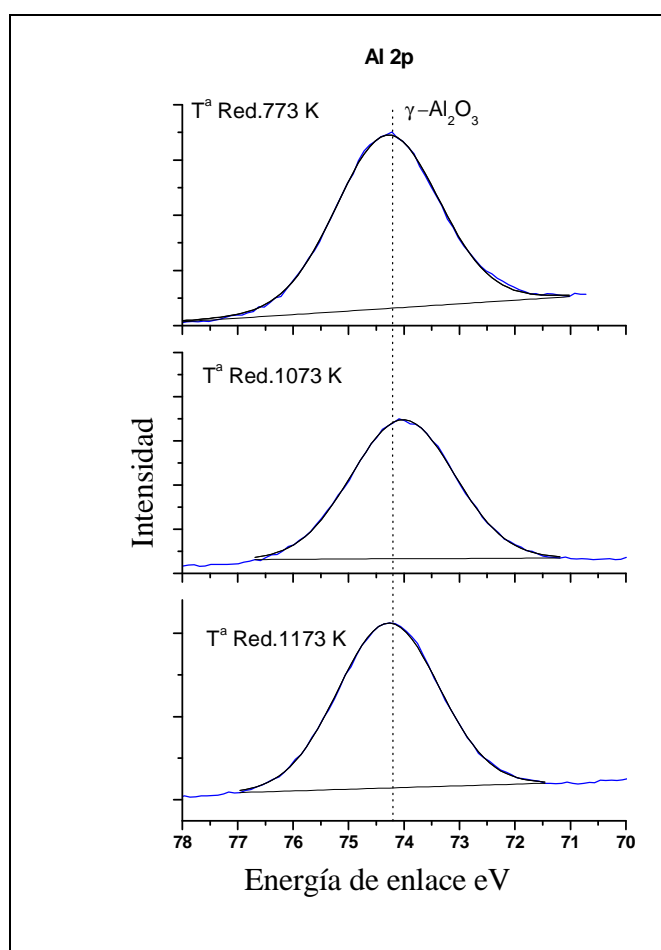 Al 2p
Tª Red.773 K
γ−Al₂O₃
Tª Red.1073 K
Intensidad
Tª Red.1173 K
78 77 76 75 74 73 72 71 70
Energía de enlace eV